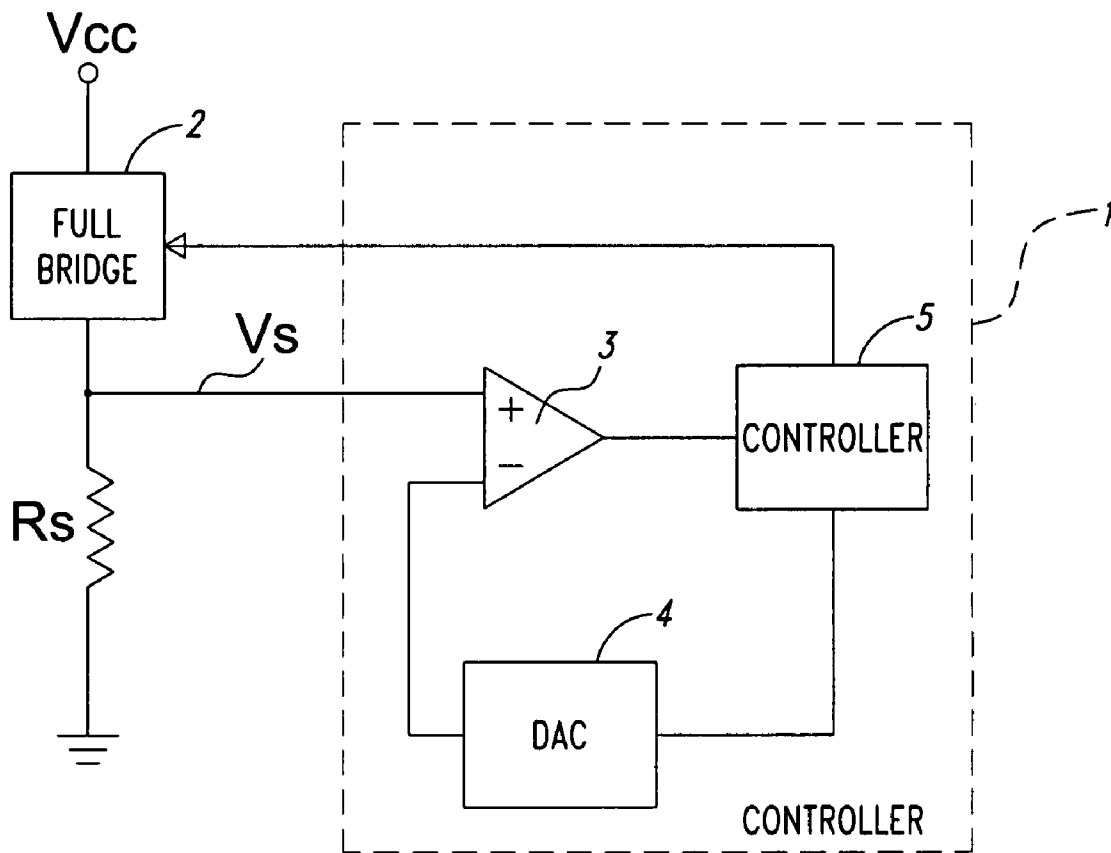 Vcc
2
FULL
BRIDGE
1
5
Vs
3
+
−
CONTROLLER
Rs
4
DAC
CONTROLLER